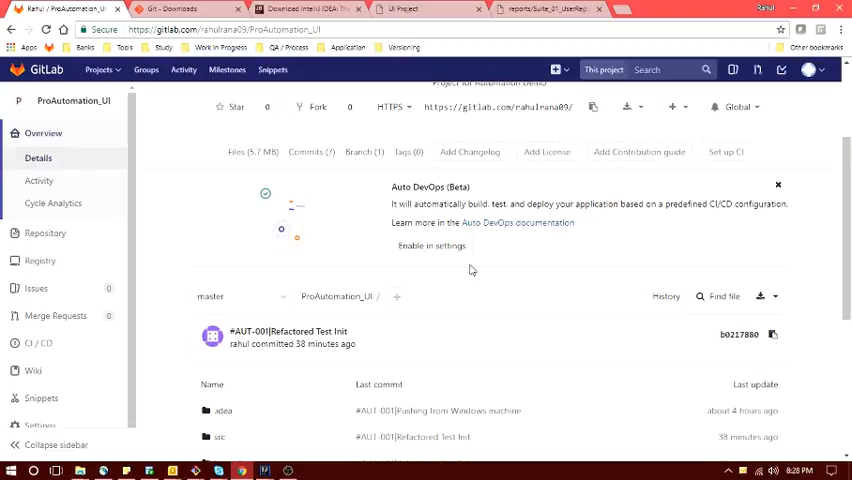 Rahul / ProAutomation_UI
Git - Downloads
Download IntelliJ IDEA: The
UI Project
reports/Suite_01_UserReg
Rahul
Secure
https://gitlab.com/rahulrana09/ProAutomation_UI
Apps
Tools
Study
Work In Progress
QA / Process
Application
Versioning
Other bookmarks
GitLab
Projects
Groups
Activity
Milestones
Snippets
This project
Search
P
ProAutomation_UI
Project for Automation Demo
Star
0
Fork
0
HTTPS
https://gitlab.com/rahulrana09/
Global
Overview
Details
Activity
Cycle Analytics
Repository
Registry
Issues
0
Merge Requests
0
CI / CD
Wiki
Snippets
Settings
Collapse sidebar
Files (5.7 MB)
Commits (7)
Branch (1)
Tags (0)
Add Changelog
Add License
Add Contribution guide
Set up CI
Auto DevOps (Beta)
It will automatically build, test, and deploy your application based on a predefined CI/CD configuration.
Learn more in the Auto DevOps documentation
Enable in settings
master
ProAutomation_UI /
History
Find file
#AUT-001|Refactored Test Init
rahul committed 38 minutes ago
b0217880
Name
Last commit
Last update
.idea
#AUT-001|Pushing from Windows machine
about 4 hours ago
src
#AUT-001|Refactored Test Init
38 minutes ago
8:28 PM